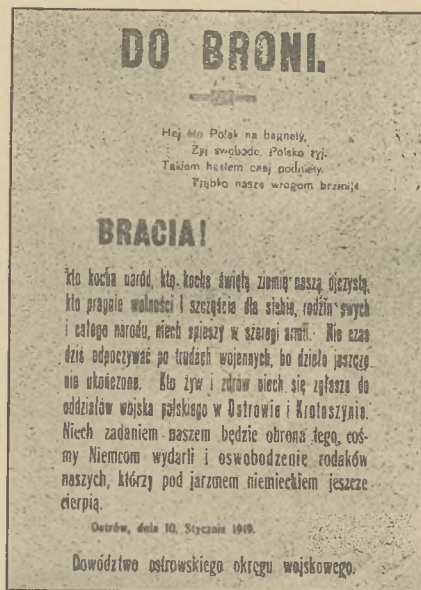 DO BRONI.
Hej kto Polak na bagnety,
Żyj swobodo, Polsko żyj.
Takiem hasłem cnej podniety,
Trąbko nasza wrogom brzmij!
BRACIA!
kto kocha naród, kto kocha świętą ziemię naszą ojczystą,
kto pragnie wolności i szczęścia dla siebie, rodzin swych
i całego narodu, niech spieszy w szeregi armii. Nie czas
dziś odpoczywać po trudach wojennych, bo dzieło jeszcze
nie ukończone. Kto żyw i zdrów niech się zgłasza do
oddziałów wojska polskiego w Ostrowie i Krotoszynie.
Niech zadaniem naszem będzie obrona tego, coś-
my Niemcom wydarli i oswobodzenie rodaków
naszych, którzy pod jarzmem niemieckiem jeszcze
cierpią.
Ostrów, dnia 10. Stycznia 1919.
Dowództwo ostrowskiego okręgu wojskowego.